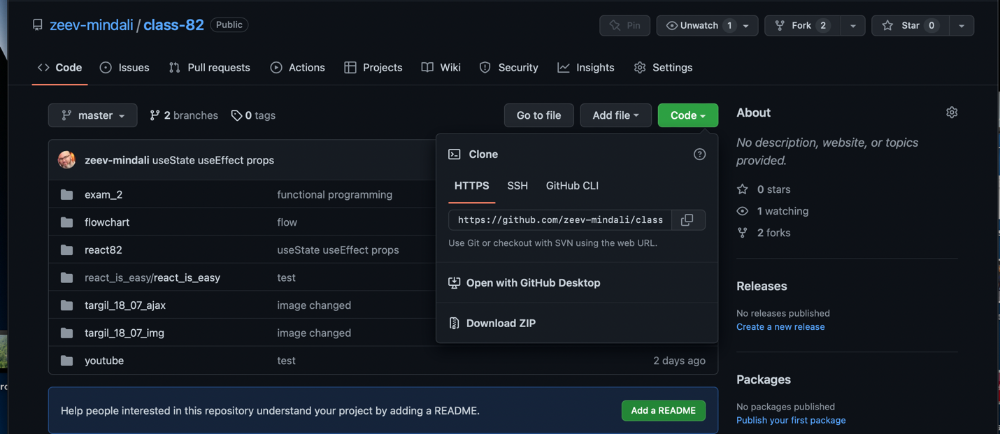 zeev-mindali / class-82 Public
Pin Unwatch 1 Fork 2 Star 0
Code Issues Pull requests Actions Projects Wiki Security Insights Settings
master 2 branches 0 tags Go to file Add file Code
zeev-mindali useState useEffect props
exam_2 functional programming
flowchart flow
react82 useState useEffect props
react_is_easy/react_is_easy test
targil_18_07_ajax image changed
targil_18_07_img image changed
youtube test 2 days ago
Clone
HTTPS SSH GitHub CLI
https://github.com/zeev-mindali/class
Use Git or checkout with SVN using the web URL.
Open with GitHub Desktop
Download ZIP
Help people interested in this repository understand your project by adding a README. Add a README
About
No description, website, or topics
provided.
0 stars
1 watching
2 forks
Releases
No releases published
Create a new release
Packages
No packages published
Publish your first package